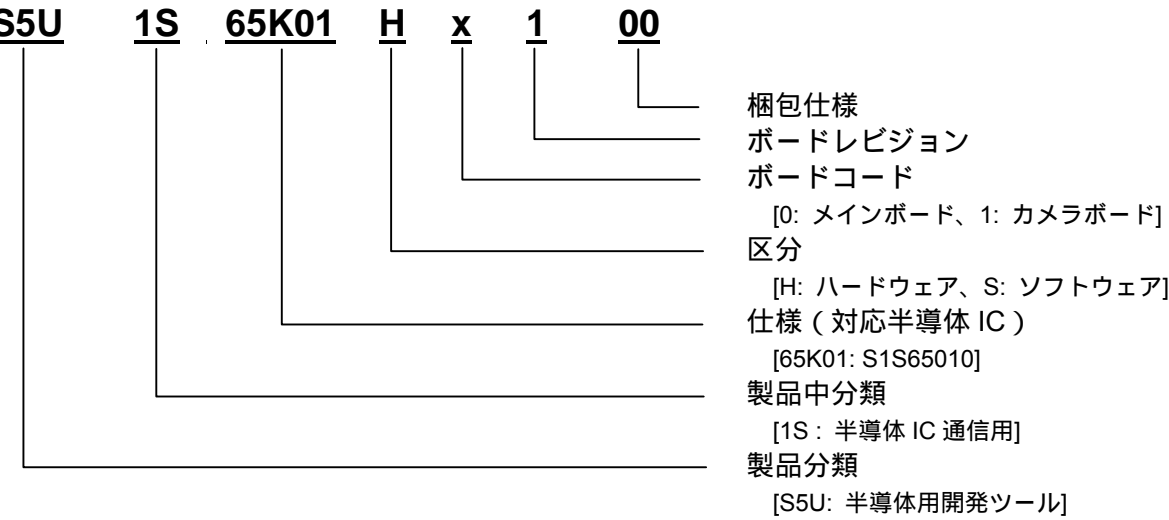 S5U 1S 65K01 H x 1 00
梱包仕様
ボードレビジョン
ボードコード
[0: メインボード、1: カメラボード]
区分
[H: ハードウェア、S: ソフトウェア]
仕様（対応半導体 IC）
[65K01: S1S65010]
製品中分類
[1S : 半導体 IC 通信用]
製品分類
[S5U: 半導体用開発ツール]